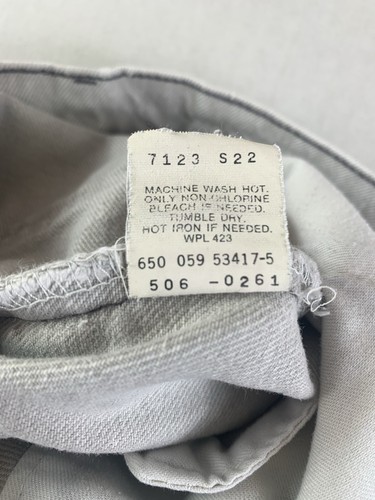 7123 S22
MACHINE WASH HOT.
ONLY NON CHLORINE
BLEACH IF NEEDED.
TUMBLE DRY.
HOT IRON IF NEEDED.
WPL 423
650 059 53417-5
506 -0261